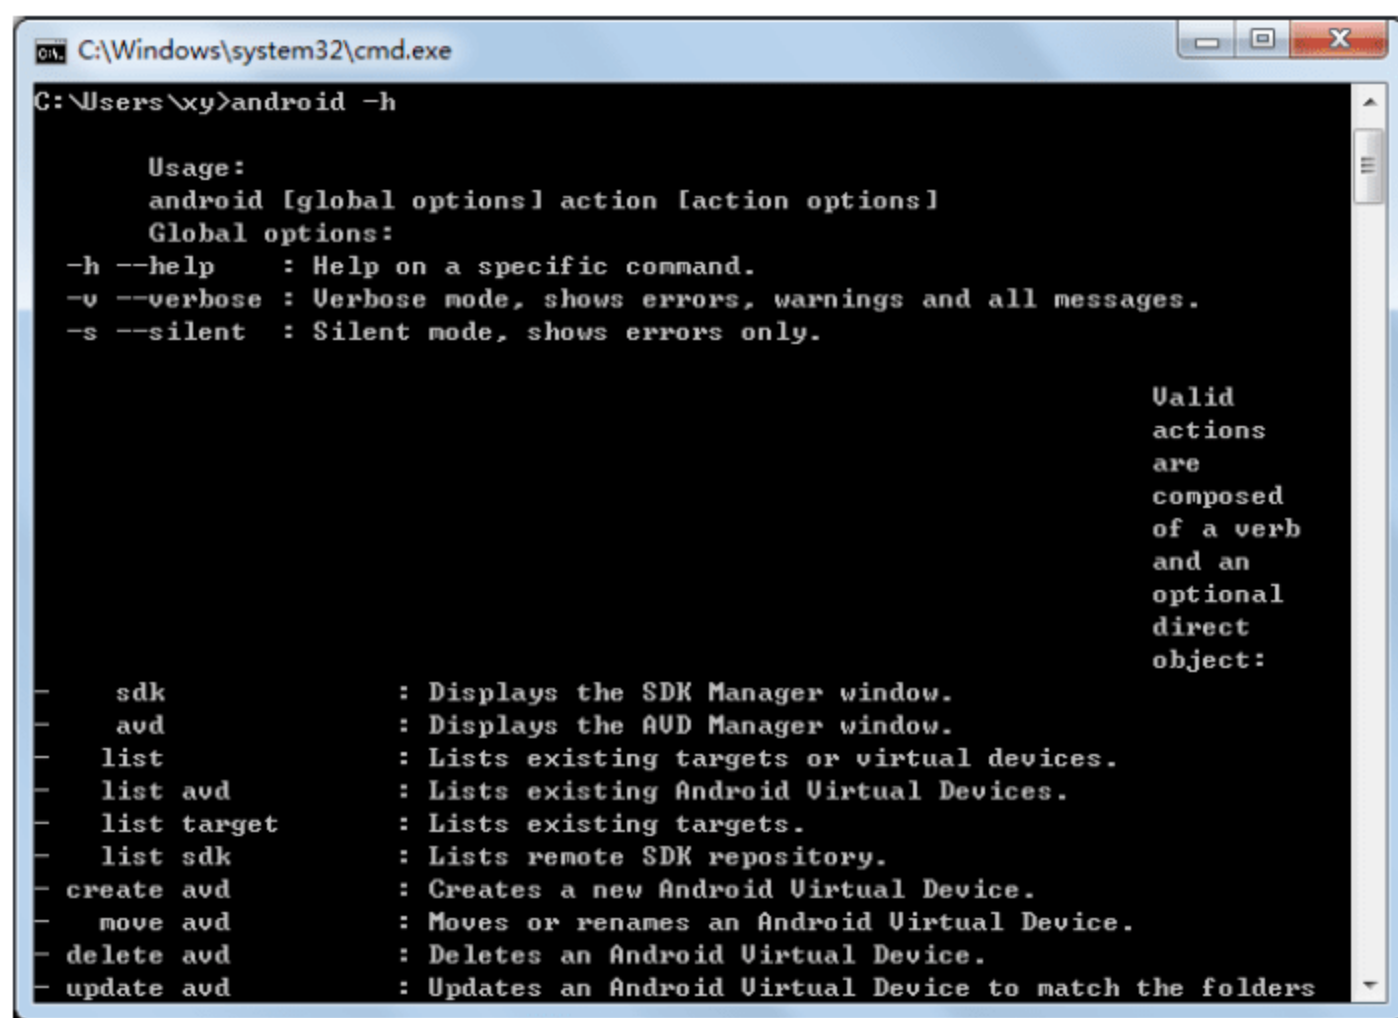 C:\Windows\system32\cmd.exe
C:\Users\xy>android -h
Usage:
android [global options] action [action options]
Global options:
-h --help    : Help on a specific command.
-v --verbose : Verbose mode, shows errors, warnings and all messages.
-s --silent  : Silent mode, shows errors only.
Valid
actions
are
composed
of a verb
and an
optional
direct
object:
-    sdk              : Displays the SDK Manager window.
-    avd              : Displays the AVD Manager window.
-   list              : Lists existing targets or virtual devices.
-   list avd          : Lists existing Android Virtual Devices.
-   list target       : Lists existing targets.
-   list sdk          : Lists remote SDK repository.
- create avd          : Creates a new Android Virtual Device.
-   move avd          : Moves or renames an Android Virtual Device.
- delete avd          : Deletes an Android Virtual Device.
- update avd          : Updates an Android Virtual Device to match the folders